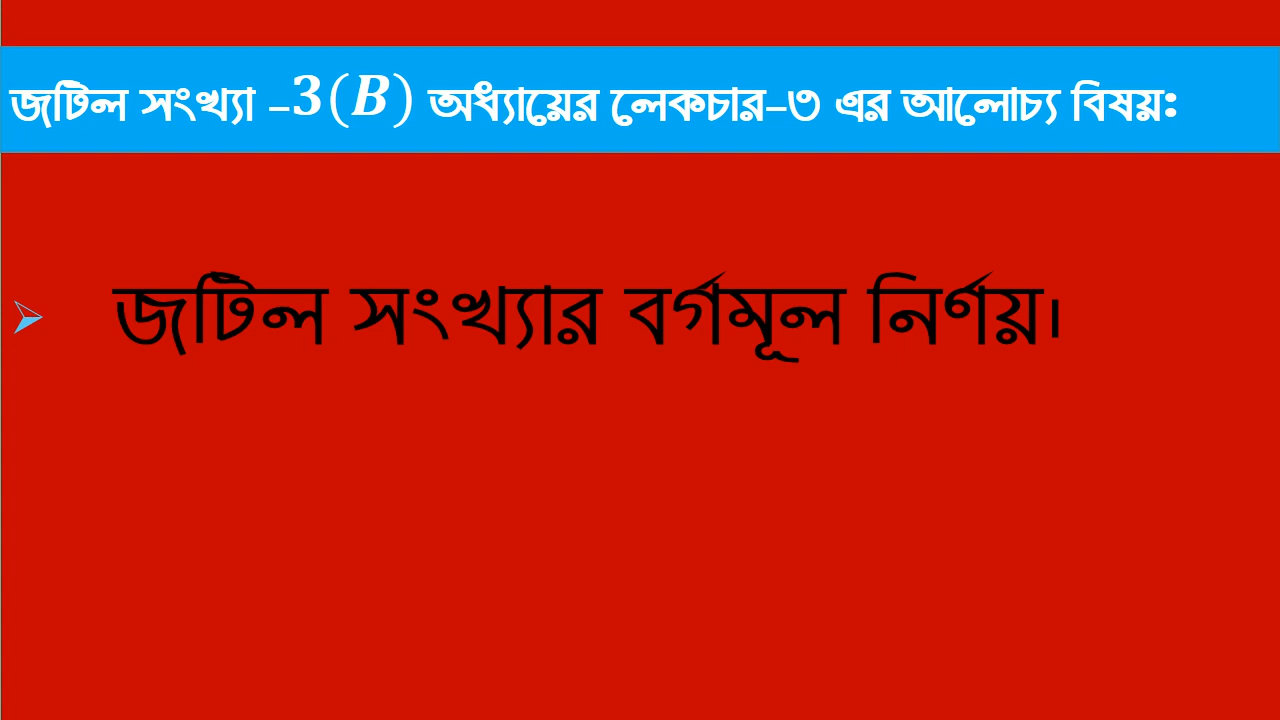 জটিল সংখ্যা –3(B) অধ্যায়ের লেকচার–৩ এর আলোচ্য বিষয়ঃ
জটিল সংখ্যার বর্গমূল নির্ণয়।